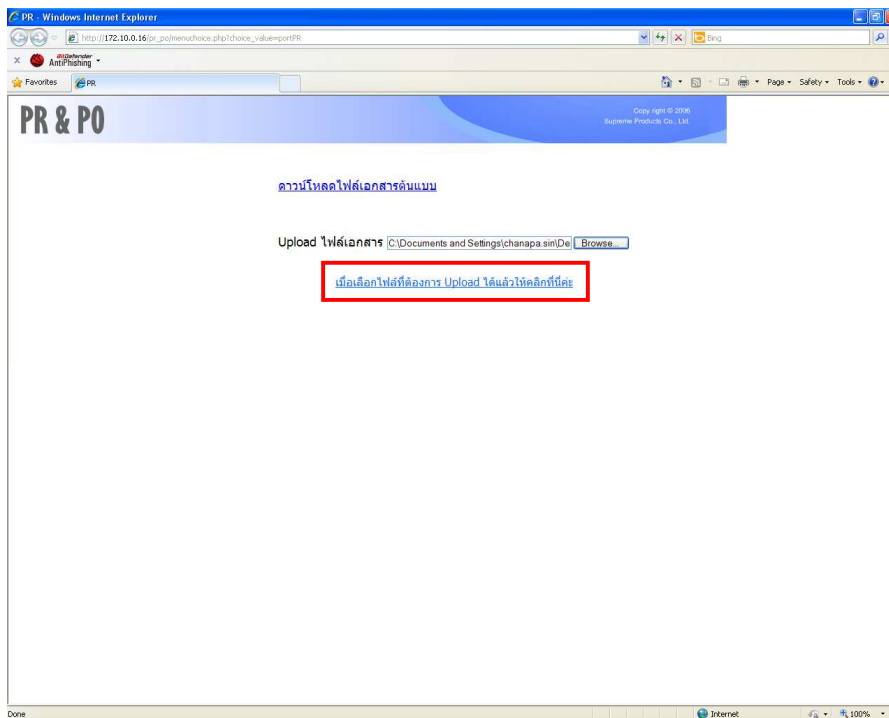 PR - Windows Internet Explorer
http://172.10.0.16/pr_po/menuchoice.php?choice_value=portPR
Bing
x BitDefender AntiPhishing
Favorites PR Page Safety Tools
PR & PO
Copy right © 2006
Supreme Products Co., Ltd.
ดาวน์โหลดไฟล์เอกสารต้นแบบ
Upload ไฟล์เอกสาร C:\Documents and Settings\chanapa.sin\De Browse...
เมื่อเลือกไฟล์ที่ต้องการ Upload ได้แล้วให้คลิกที่นี่ค่ะ
Done Internet 100%